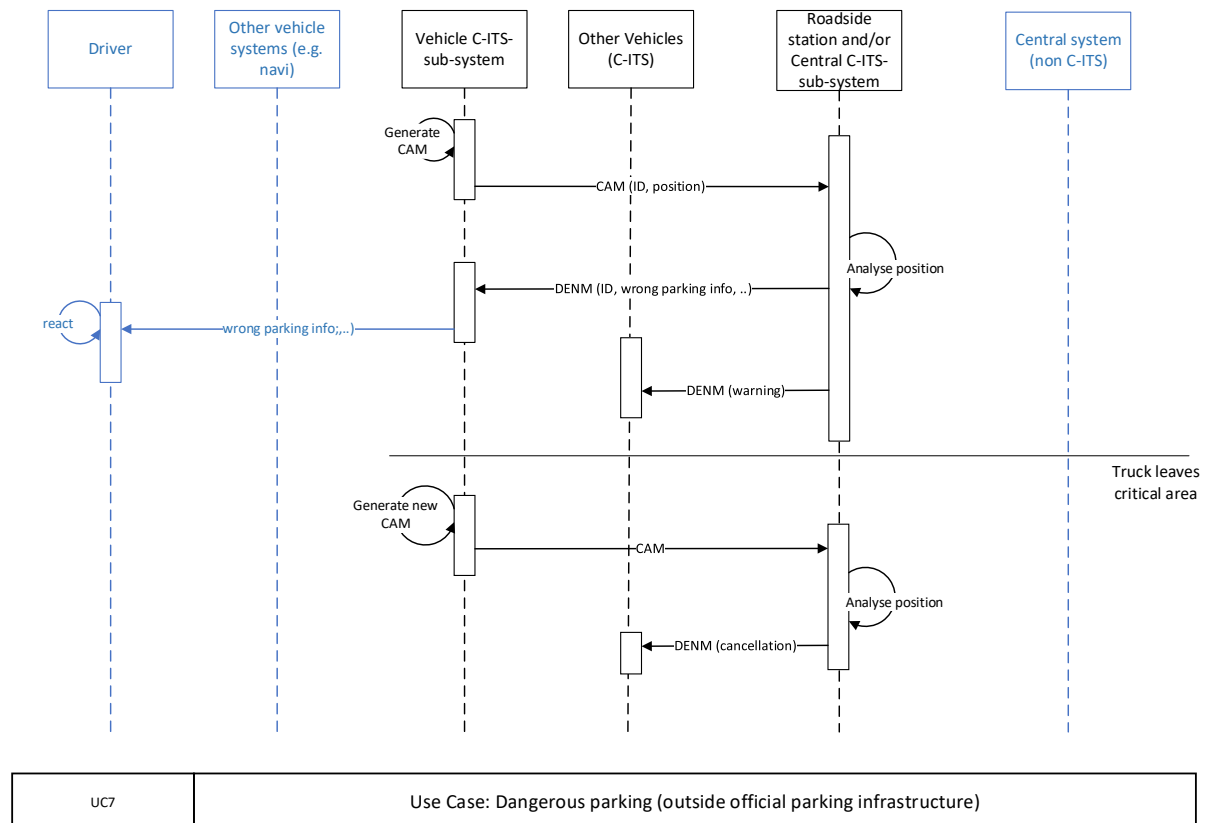 Driver
Other vehicle
systems (e.g.
navi)
Vehicle C-ITS-
sub-system
Other Vehicles
(C-ITS)
Roadside
station and/or
Central C-ITS-
sub-system
Central system
(non C-ITS)
Generate
CAM
CAM (ID, position)
Analyse position
DENM (ID, wrong parking info, ..)
react
wrong parking info;,..)
DENM (warning)
Truck leaves
critical area
Generate new
CAM
CAM
Analyse position
DENM (cancellation)
UC7
Use Case: Dangerous parking (outside official parking infrastructure)